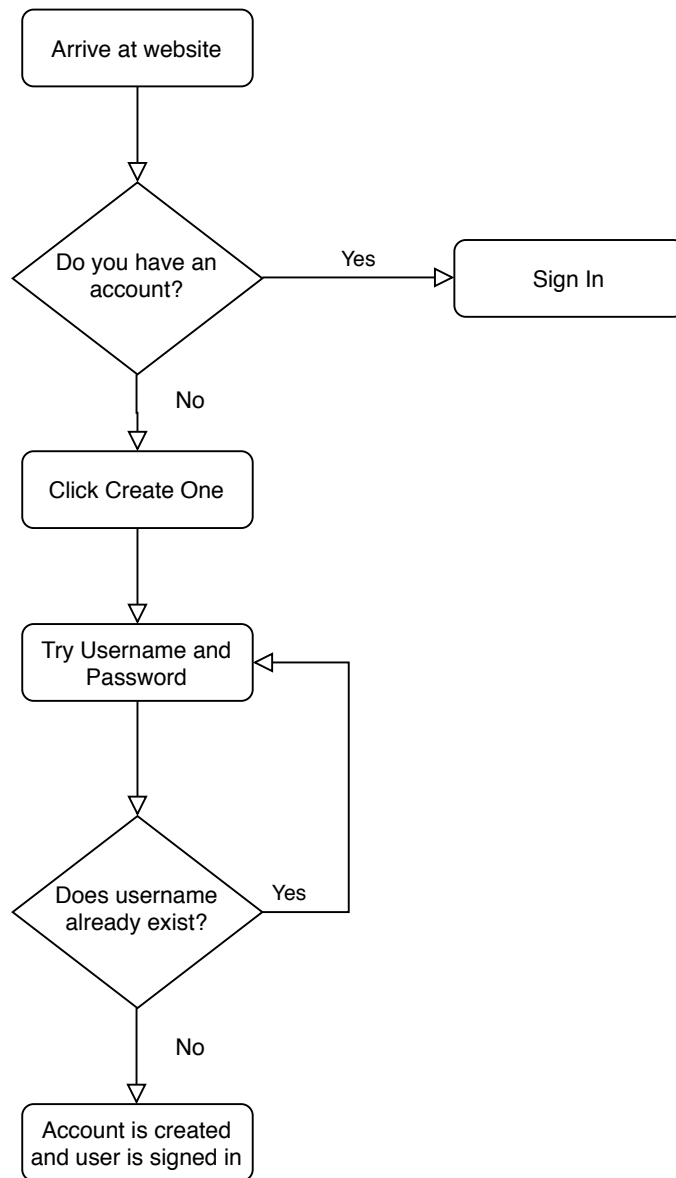 Arrive at website
Do you have an
account?
Yes
Sign In
No
Click Create One
Try Username and
Password
Does username
already exist?
Yes
No
Account is created
and user is signed in